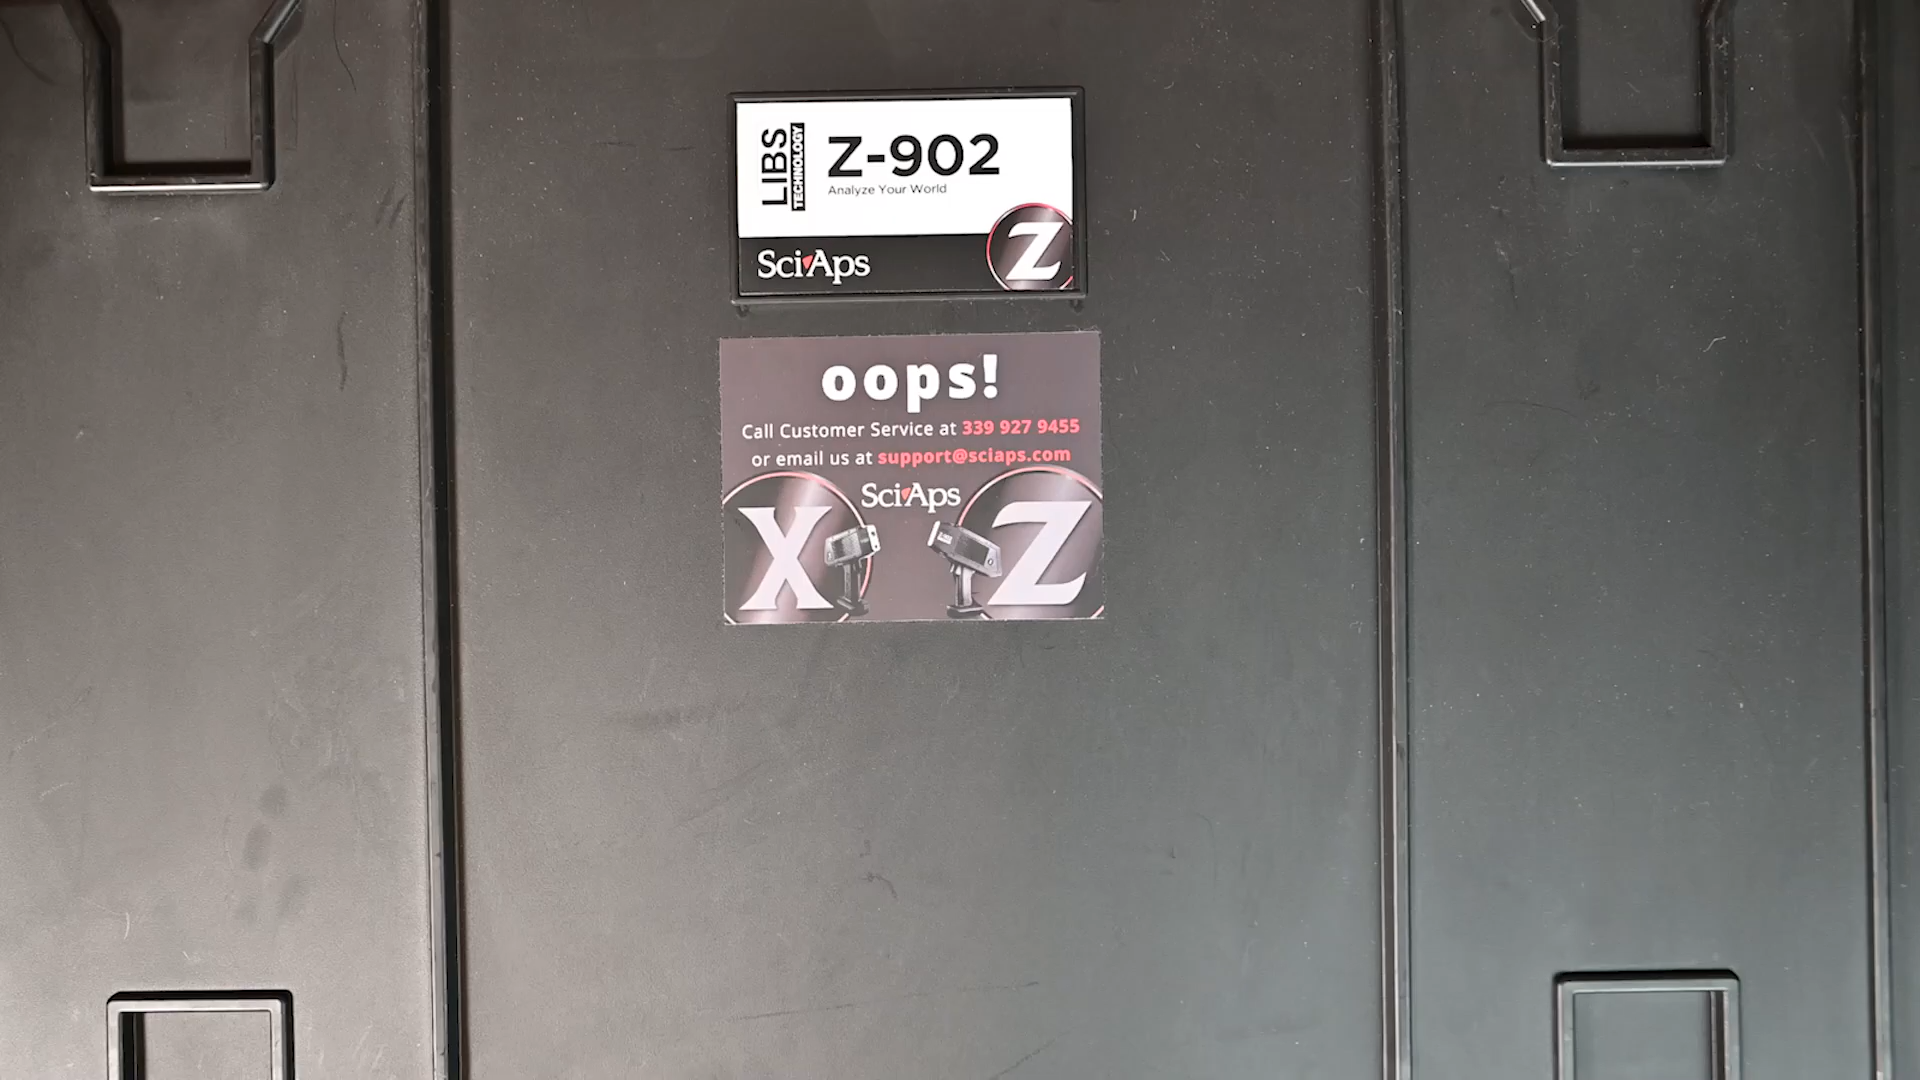 LIBS
TECHNOLOGY
Z-902
Analyze Your World
SciAps
Z
oops!
Call Customer Service at 339 927 9455
or email us at support@sciaps.com
SciAps
X Z